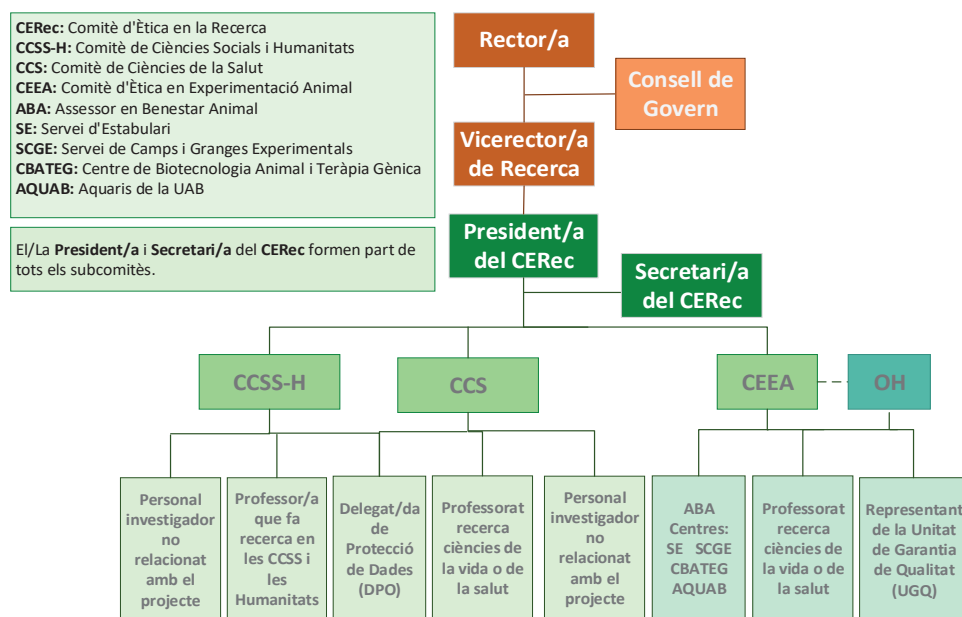 CERec: Comitè d'Ètica en la Recerca
CCSS-H: Comitè de Ciències Socials i Humanitats
CCS: Comitè de Ciències de la Salut
CEEA: Comitè d'Ètica en Experimentació Animal
ABA: Assessor en Benestar Animal
SE: Servei d'Estabulari
SCGE: Servei de Camps i Granges Experimentals
CBATEG: Centre de Biotecnologia Animal i Teràpia Gènica
AQUAB: Aquaris de la UAB
El/La President/a i Secretari/a del CERec formen part de
tots els subcomitès.
Rector/a
Consell de
Govern
Vicerector/a
de Recerca
President/a
del CERec
Secretari/a
del CERec
CCSS-H
CCS
CEEA
OH
Personal
investigador
no
relacionat
amb el
projecte
Professor/a
que fa
recerca en
les CCSS i
les
Humanitats
Delegat/da
de
Protecció
de Dades
(DPO)
Professorat
recerca
ciències de
la vida o de
la salut
Personal
investigador
no
relacionat
amb el
projecte
ABA
Centres:
SE SCGE
CBATEG
AQUAB
Professorat
recerca
ciències de
la vida o de
la salut
Representant
de la Unitat
de Garantia
de Qualitat
(UGQ)